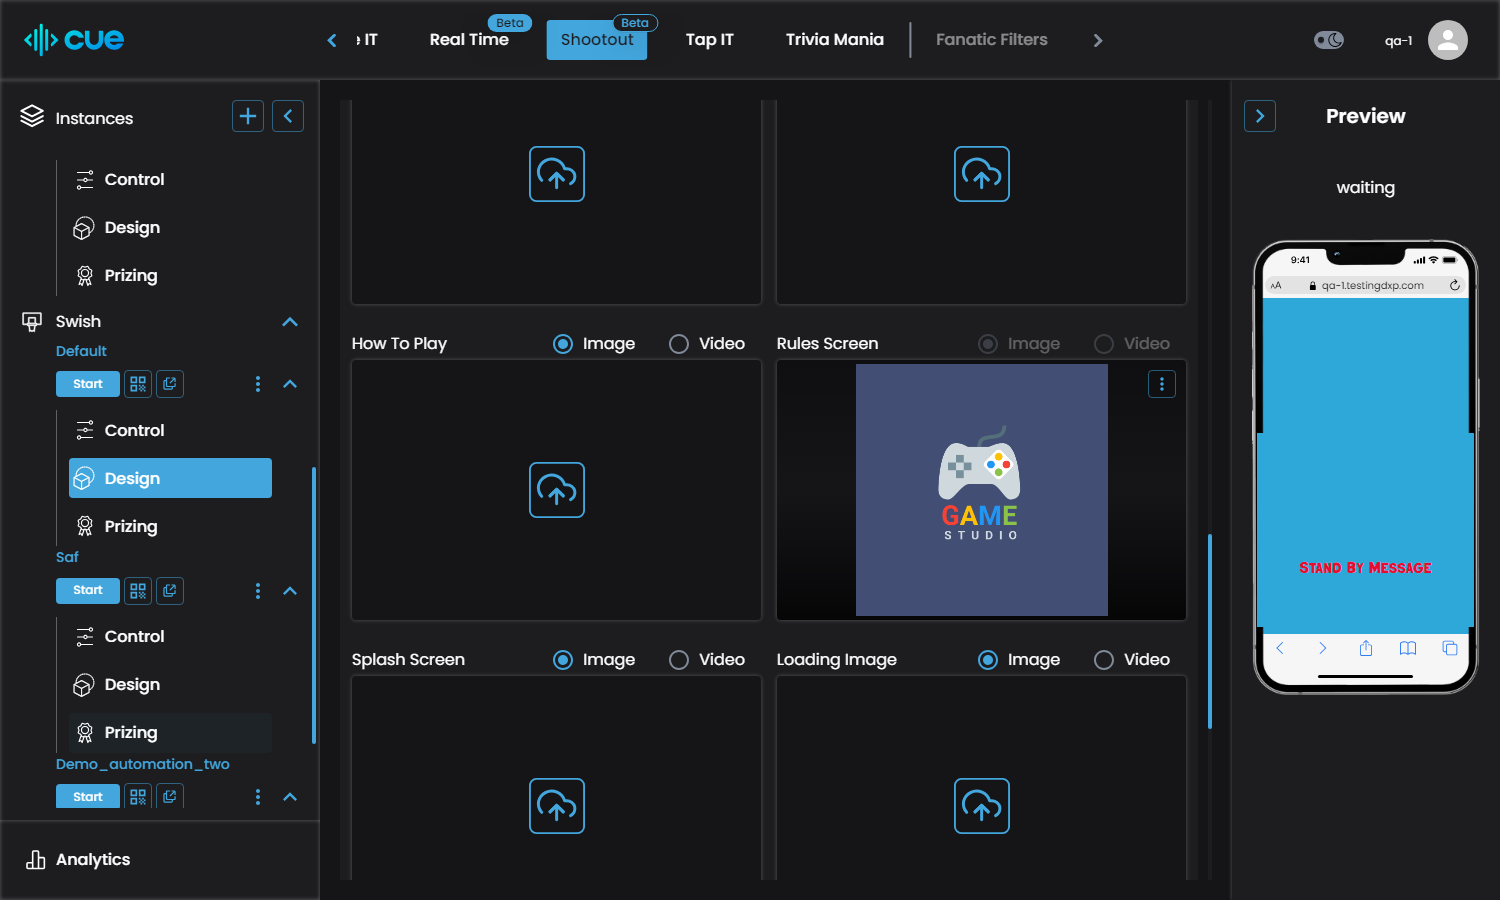 cue
e IT
Real Time
Beta
Shootout
Beta
Tap IT
Trivia Mania
Fanatic Filters
qa-1
Instances
Control
Design
Prizing
Swish
Default
Start
Control
Design
Prizing
Saf
Start
Control
Design
Prizing
Demo_automation_two
Start
Analytics
How To Play
Image
Video
Rules Screen
Image
Video
GAME
STUDIO
Splash Screen
Image
Video
Loading Image
Image
Video
Preview
waiting
9:41
AA
qa-1.testingdxp.com
Stand By Message